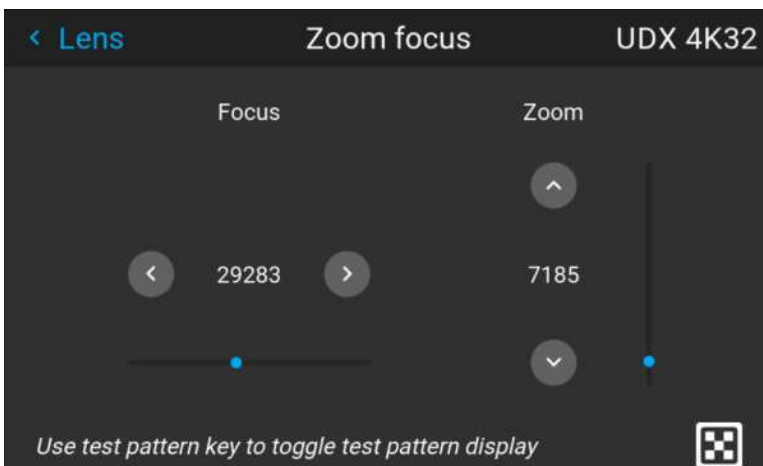 Lens Zoom focus UDX 4K32
Focus Zoom
29283 7185
Use test pattern key to toggle test pattern display